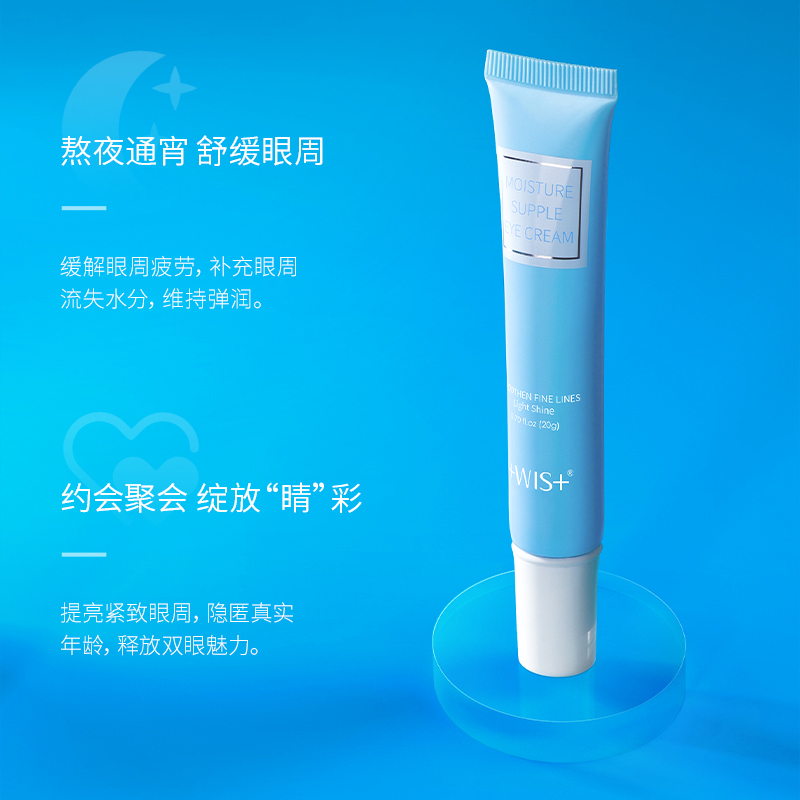 熬夜通宵 舒缓眼周
缓解眼周疲劳，补充眼周
流失水分，维持弹润。
约会聚会 绽放“睛”彩
提亮紧致眼周，隐匿真实
年龄，释放双眼魅力。
MOISTURE
SUPPLE
EYE CREAM
FINE LINES
Light Shine
fl.oz (20g)
+WIS+®